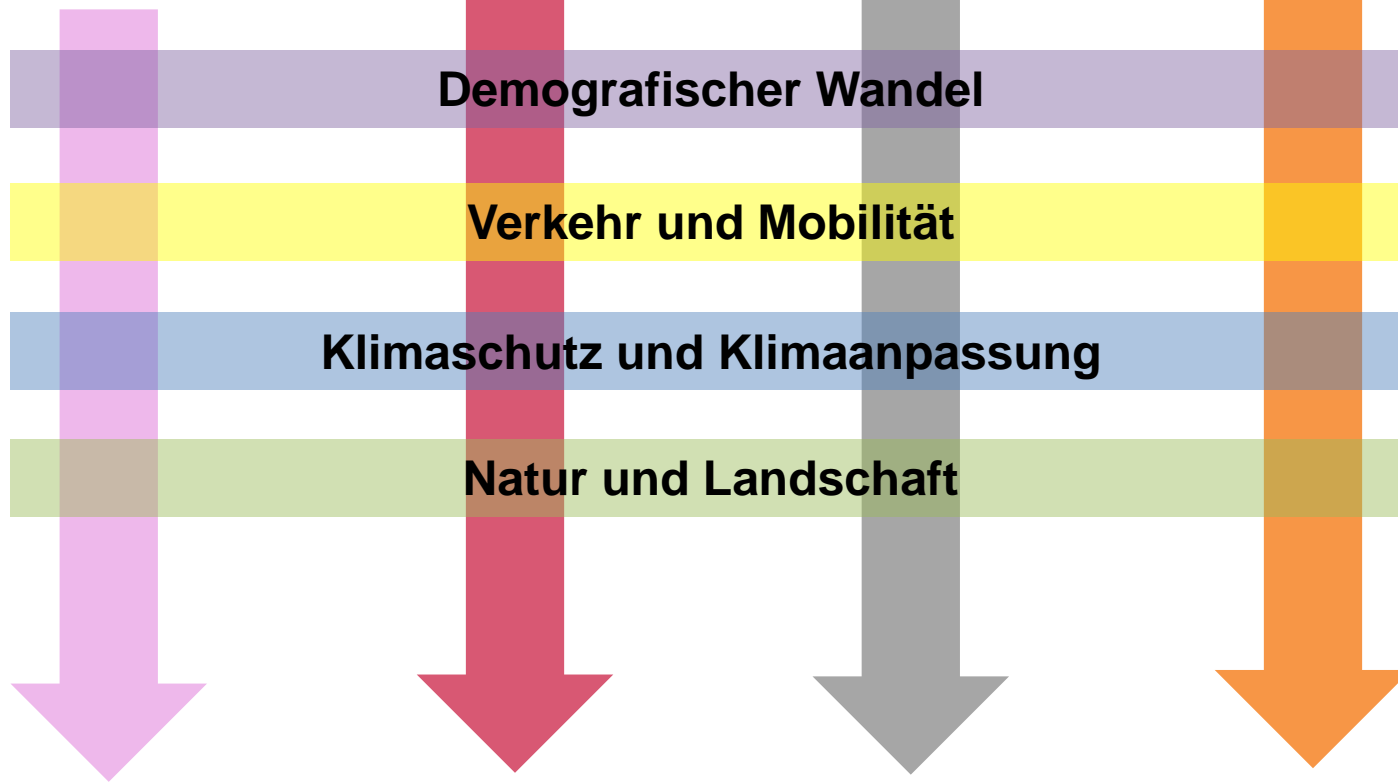 Demografischer Wandel
Verkehr und Mobilität
Klimaschutz und Klimaanpassung
Natur und Landschaft